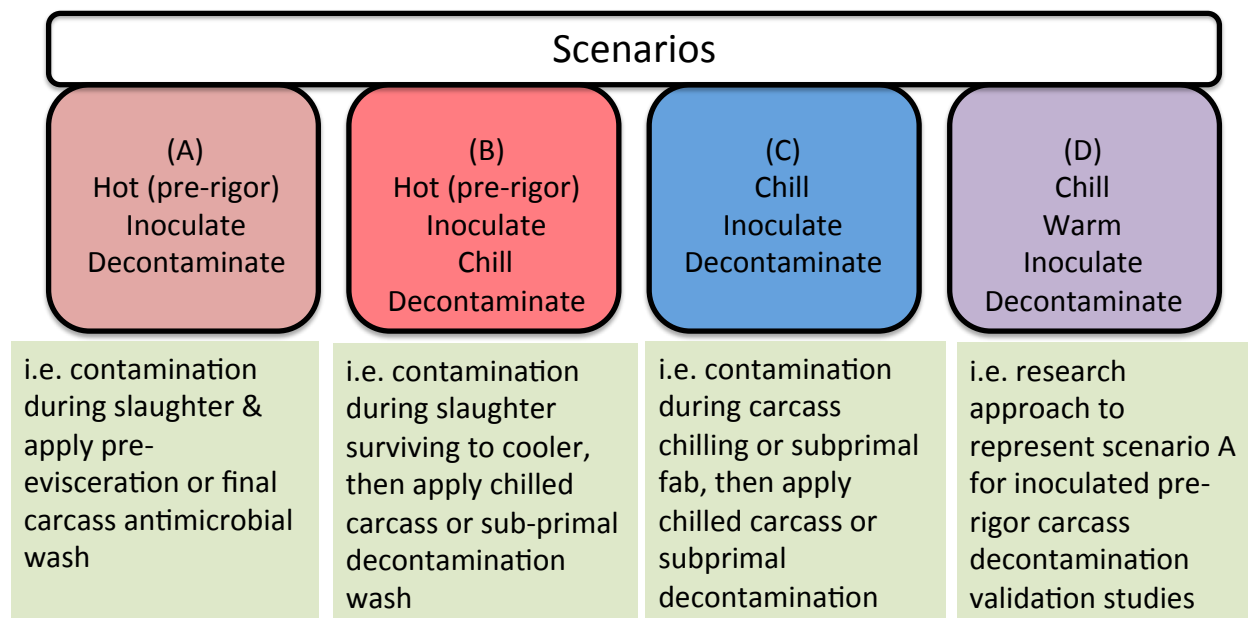 Scenarios
(A)
Hot (pre-rigor)
Inoculate
Decontaminate
i.e. contamination
during slaughter &
apply pre-
evisceration or final
carcass antimicrobial
wash
(B)
Hot (pre-rigor)
Inoculate
Chill
Decontaminate
i.e. contamination
during slaughter
surviving to cooler,
then apply chilled
carcass or sub-primal
decontamination
wash
(C)
Chill
Inoculate
Decontaminate
i.e. contamination
during carcass
chilling or subprimal
fab, then apply
chilled carcass or
subprimal
decontamination
(D)
Chill
Warm
Inoculate
Decontaminate
i.e. research
approach to
represent scenario A
for inoculated pre-
rigor carcass
decontamination
validation studies